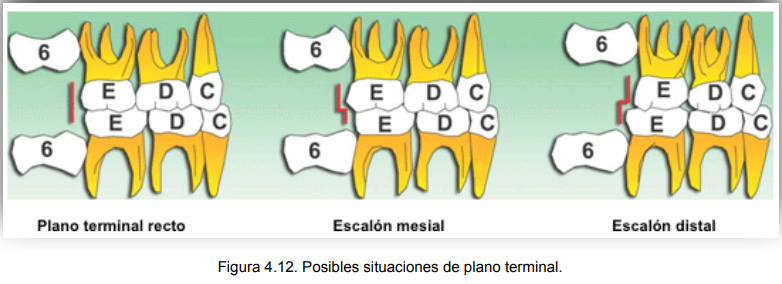 6
E D C
E D C
6
Plano terminal recto
6
E D C
E D C
6
Escalón mesial
6
E D C
E D C
6
Escalón distal
Figura 4.12. Posibles situaciones de plano terminal.